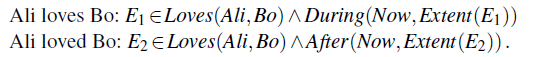 Ali loves Bo: E₁ ∈ Loves(Ali, Bo) ∧ During(Now, Extent(E₁))
Ali loved Bo: E₂ ∈ Loves(Ali, Bo) ∧ After(Now, Extent(E₂)).